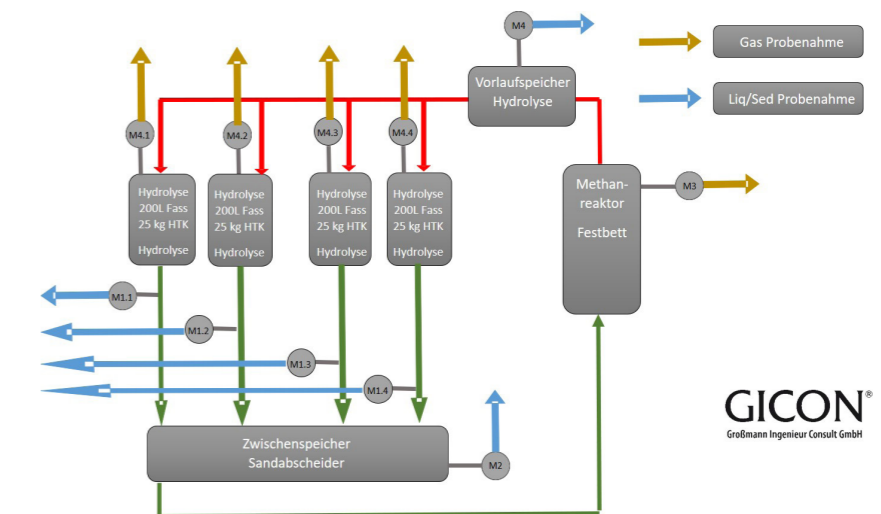 M4
Gas Probenahme
Vorlaufspeicher
Hydrolyse
Liq/Sed Probenahme
M4.1
M4.2
M4.3
M4.4
Hydrolyse
200L Fass
25 kg HTK
Hydrolyse
Hydrolyse
200L Fass
25 kg HTK
Hydrolyse
Hydrolyse
200L Fass
25 kg HTK
Hydrolyse
Hydrolyse
200L Fass
25 kg HTK
Hydrolyse
Methan-
reaktor
Festbett
M3
M1.1
M1.2
M1.3
M1.4
GICON®
Großmann Ingenieur Consult GmbH
Zwischenspeicher
Sandabscheider
M2